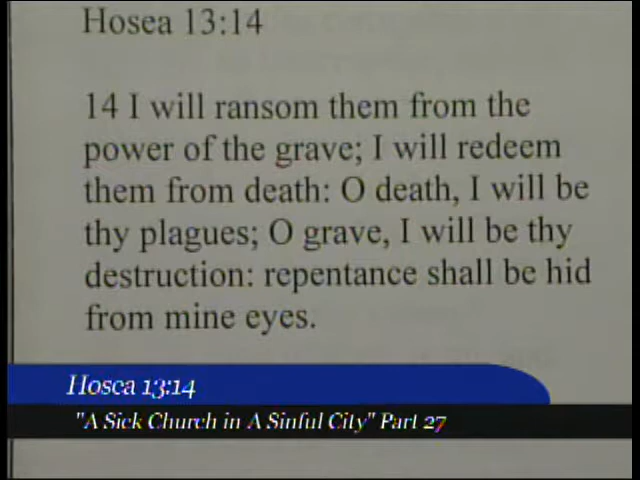 Hosea 13:14
14 I will ransom them from the
power of the grave; I will redeem
them from death: O death, I will be
thy plagues; O grave, I will be thy
destruction: repentance shall be hid
from mine eyes.
Hosea 13:14
"A Sick Church in A Sinful City" Part 27